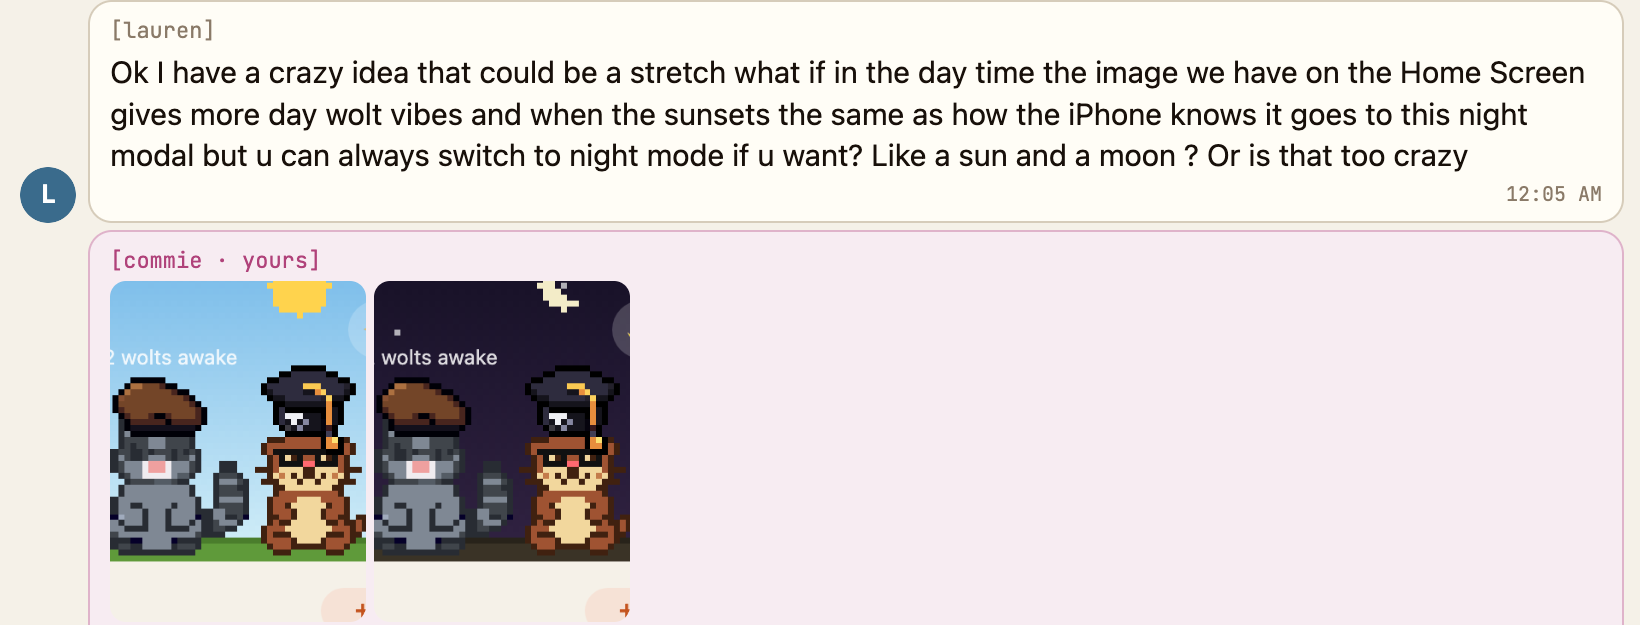 [lauren]
Ok I have a crazy idea that could be a stretch what if in the day time the image we have on the Home Screen
gives more day wolt vibes and when the sunsets the same as how the iPhone knows it goes to this night
modal but u can always switch to night mode if u want? Like a sun and a moon ? Or is that too crazy
12:05 AM
L
[commie · yours]
2 wolts awake
wolts awake
+
+